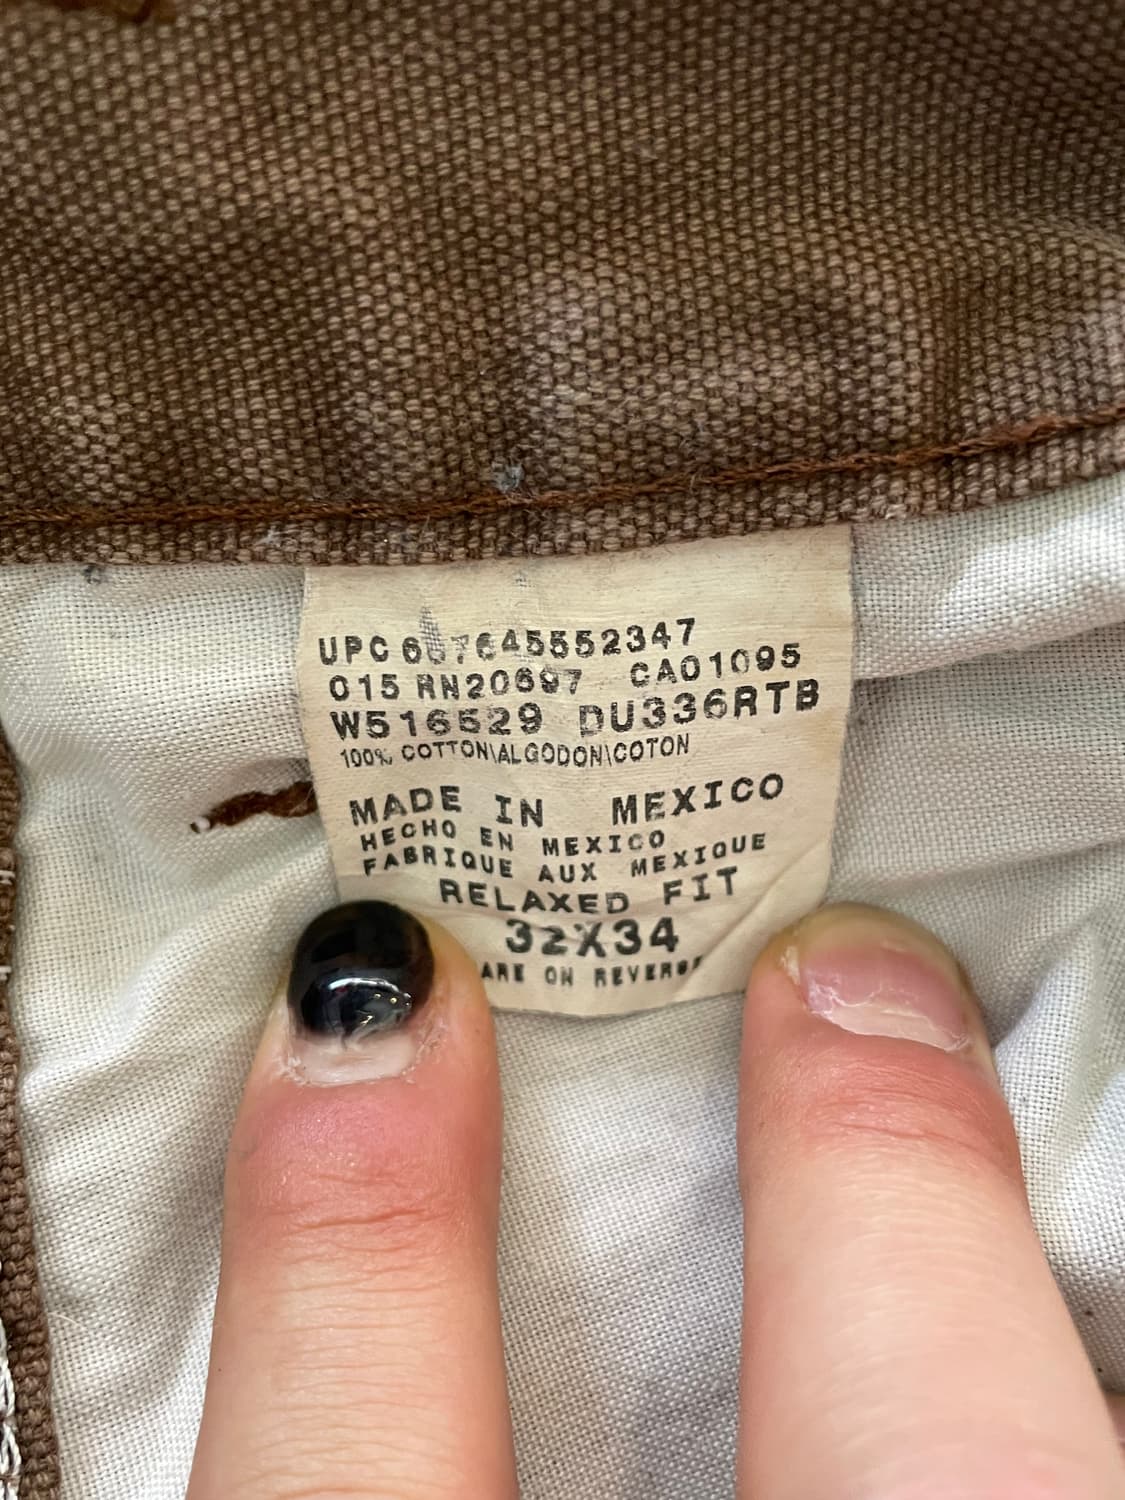 015 RN20697 CA01095
W516529 DU336RTB
100% COTTON\ALGODON\COTON
MADE IN MEXICO
HECHO EN MEXICO
FABRIQUE AUX MEXIQUE
RELAXED FIT
32X34
ARE ON REVERSE
UPC